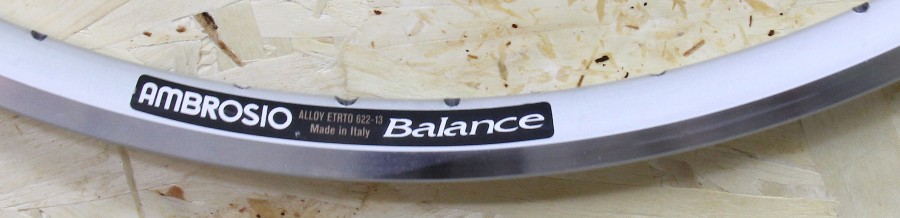 AMBROSIO
ALLOY ETRTO 622-13
Made in Italy
Balance